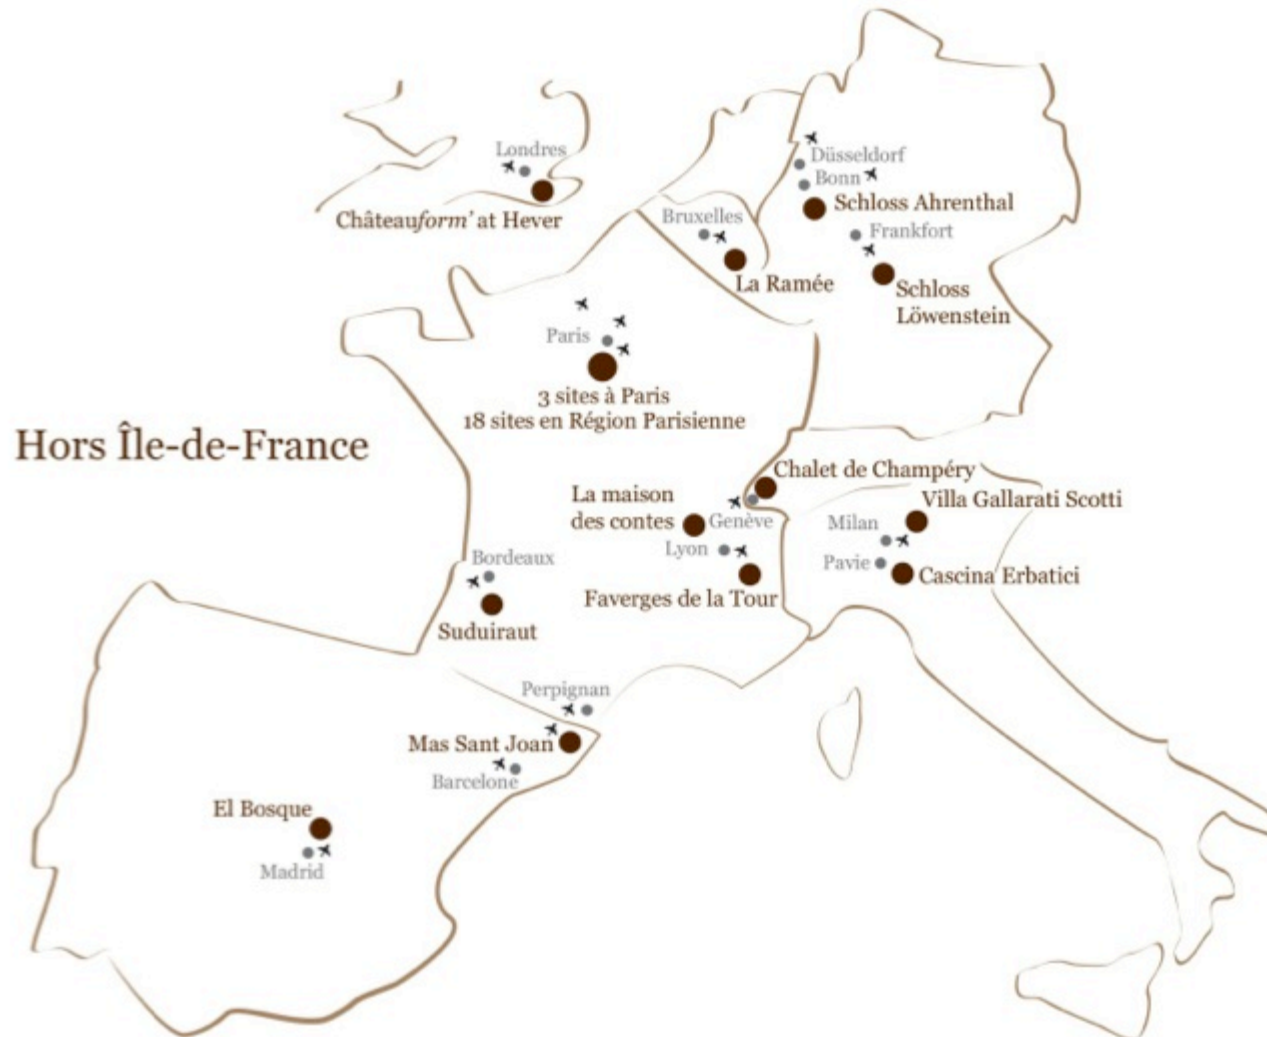 Londres
Châteauform’ at Hever
Düsseldorf
Bonn
Schloss Ahrenthal
Bruxelles
Frankfort
La Ramée
Schloss
Löwenstein
Paris
3 sites à Paris
18 sites en Région Parisienne
Hors Île-de-France
Chalet de Champéry
La maison
des contes
Genève
Villa Gallarati Scotti
Milan
Lyon
Pavie
Cascina Erbatici
Bordeaux
Faverges de la Tour
Suduiraut
Perpignan
Mas Sant Joan
Barcelone
El Bosque
Madrid